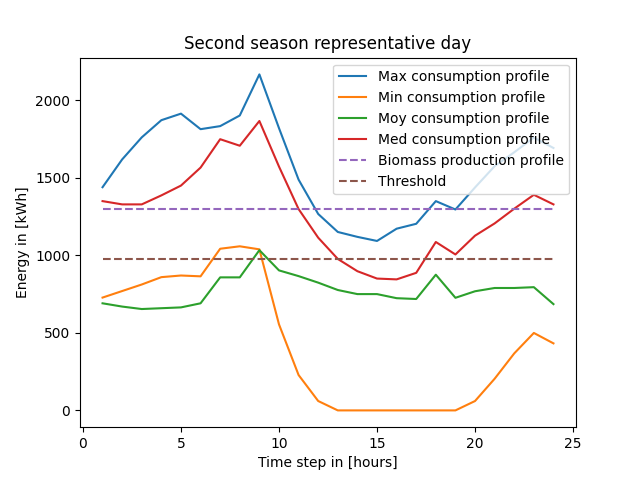 Second season representative day
Max consumption profile
Min consumption profile
Moy consumption profile
Med consumption profile
Biomass production profile
Threshold
2000
1500
1000
500
0
Energy in [kWh]
0 5 10 15 20 25
Time step in [hours]